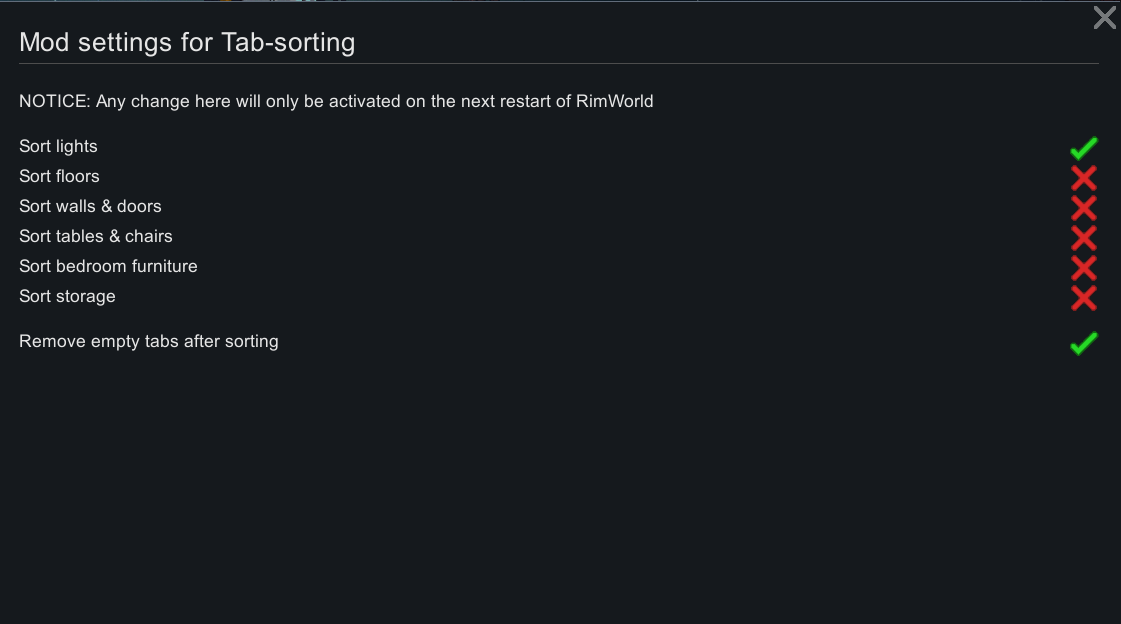 Mod settings for Tab-sorting
NOTICE: Any change here will only be activated on the next restart of RimWorld
Sort lights
Sort floors
Sort walls & doors
Sort tables & chairs
Sort bedroom furniture
Sort storage
Remove empty tabs after sorting